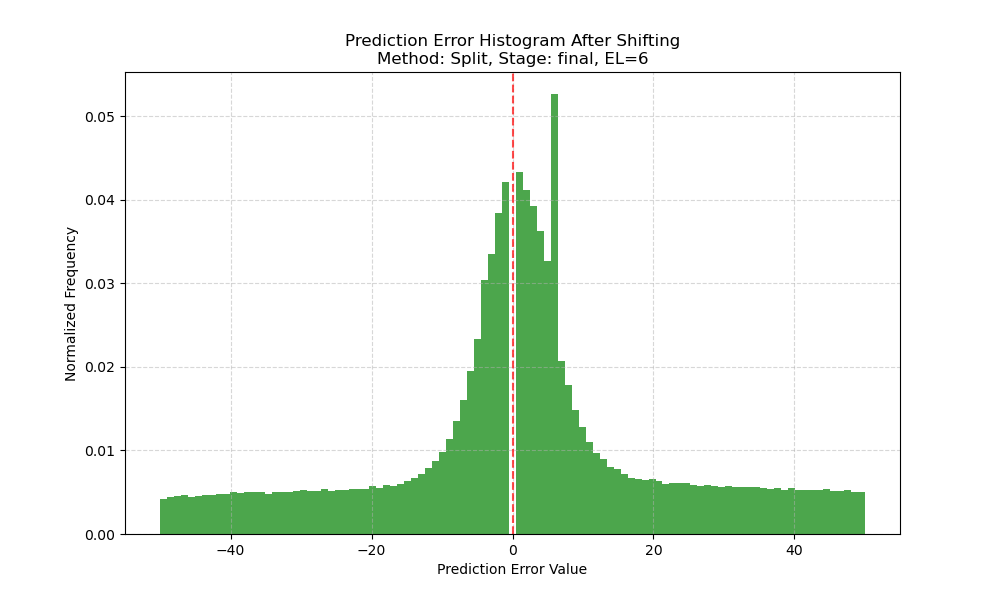 Prediction Error Histogram After Shifting
Method: Split, Stage: final, EL=6
Normalized Frequency
0.05
0.04
0.03
0.02
0.01
0.00
−40
−20
0
20
40
Prediction Error Value